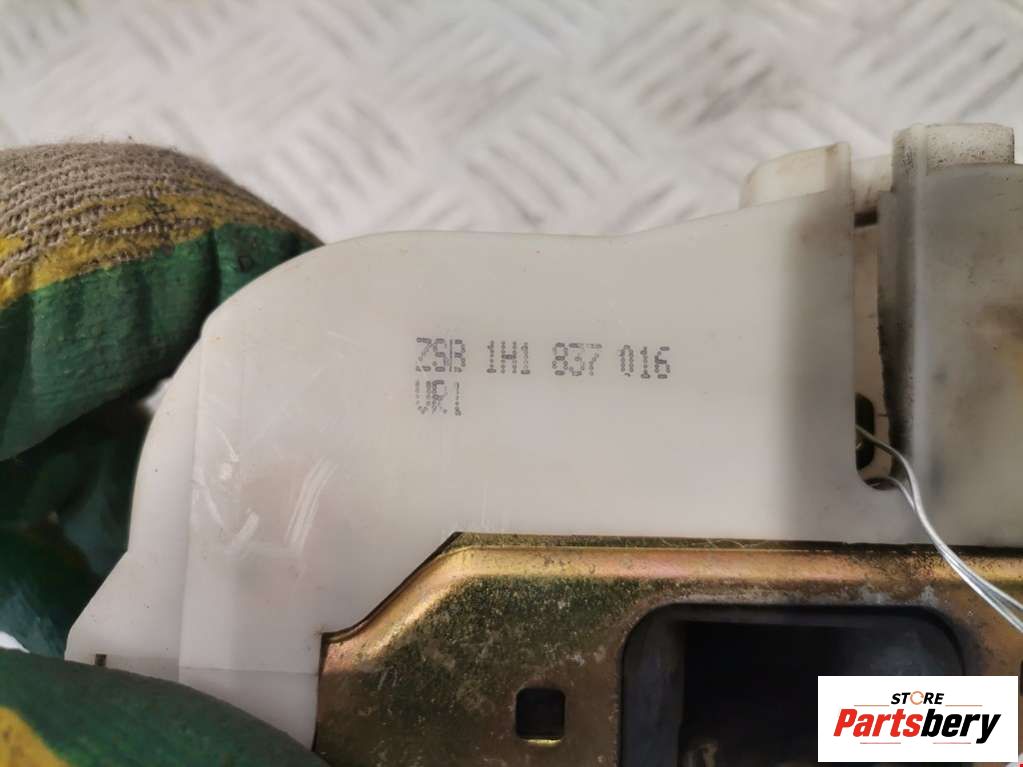 ZSB 1H1 837 016
VR1
STORE
Partsbery